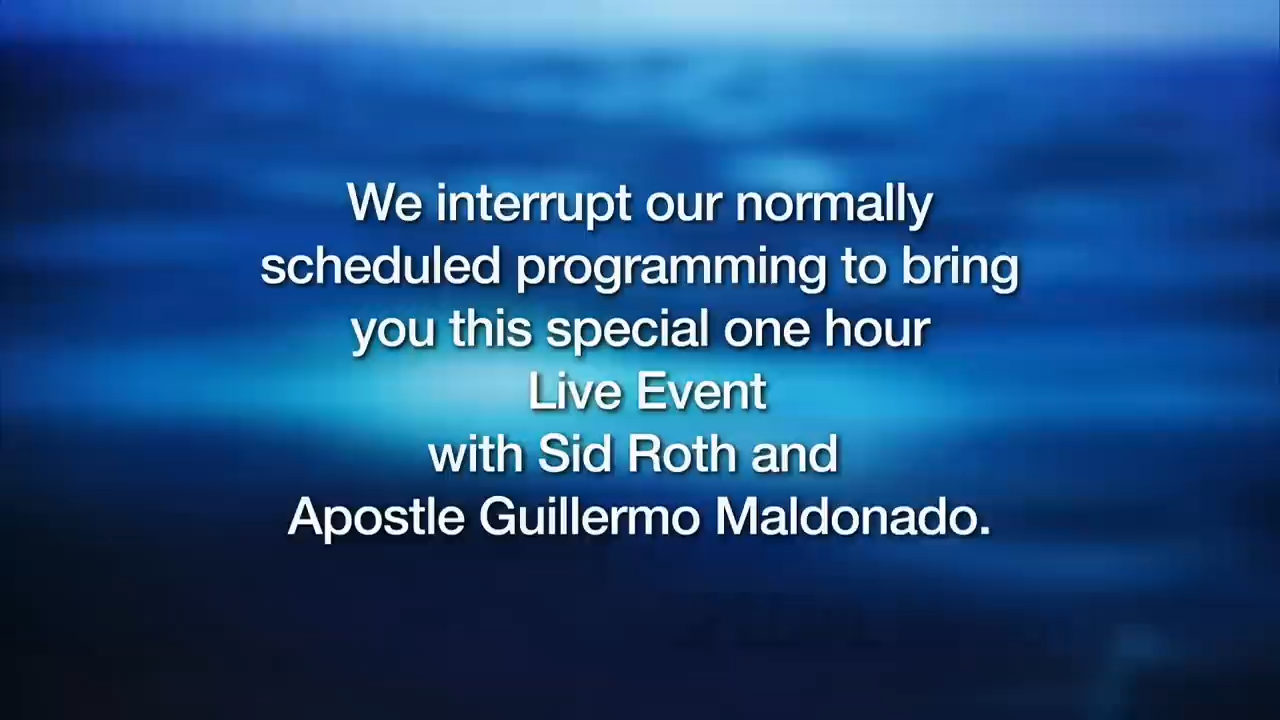 We interrupt our normally
scheduled programming to bring
you this special one hour
Live Event
with Sid Roth and
Apostle Guillermo Maldonado.